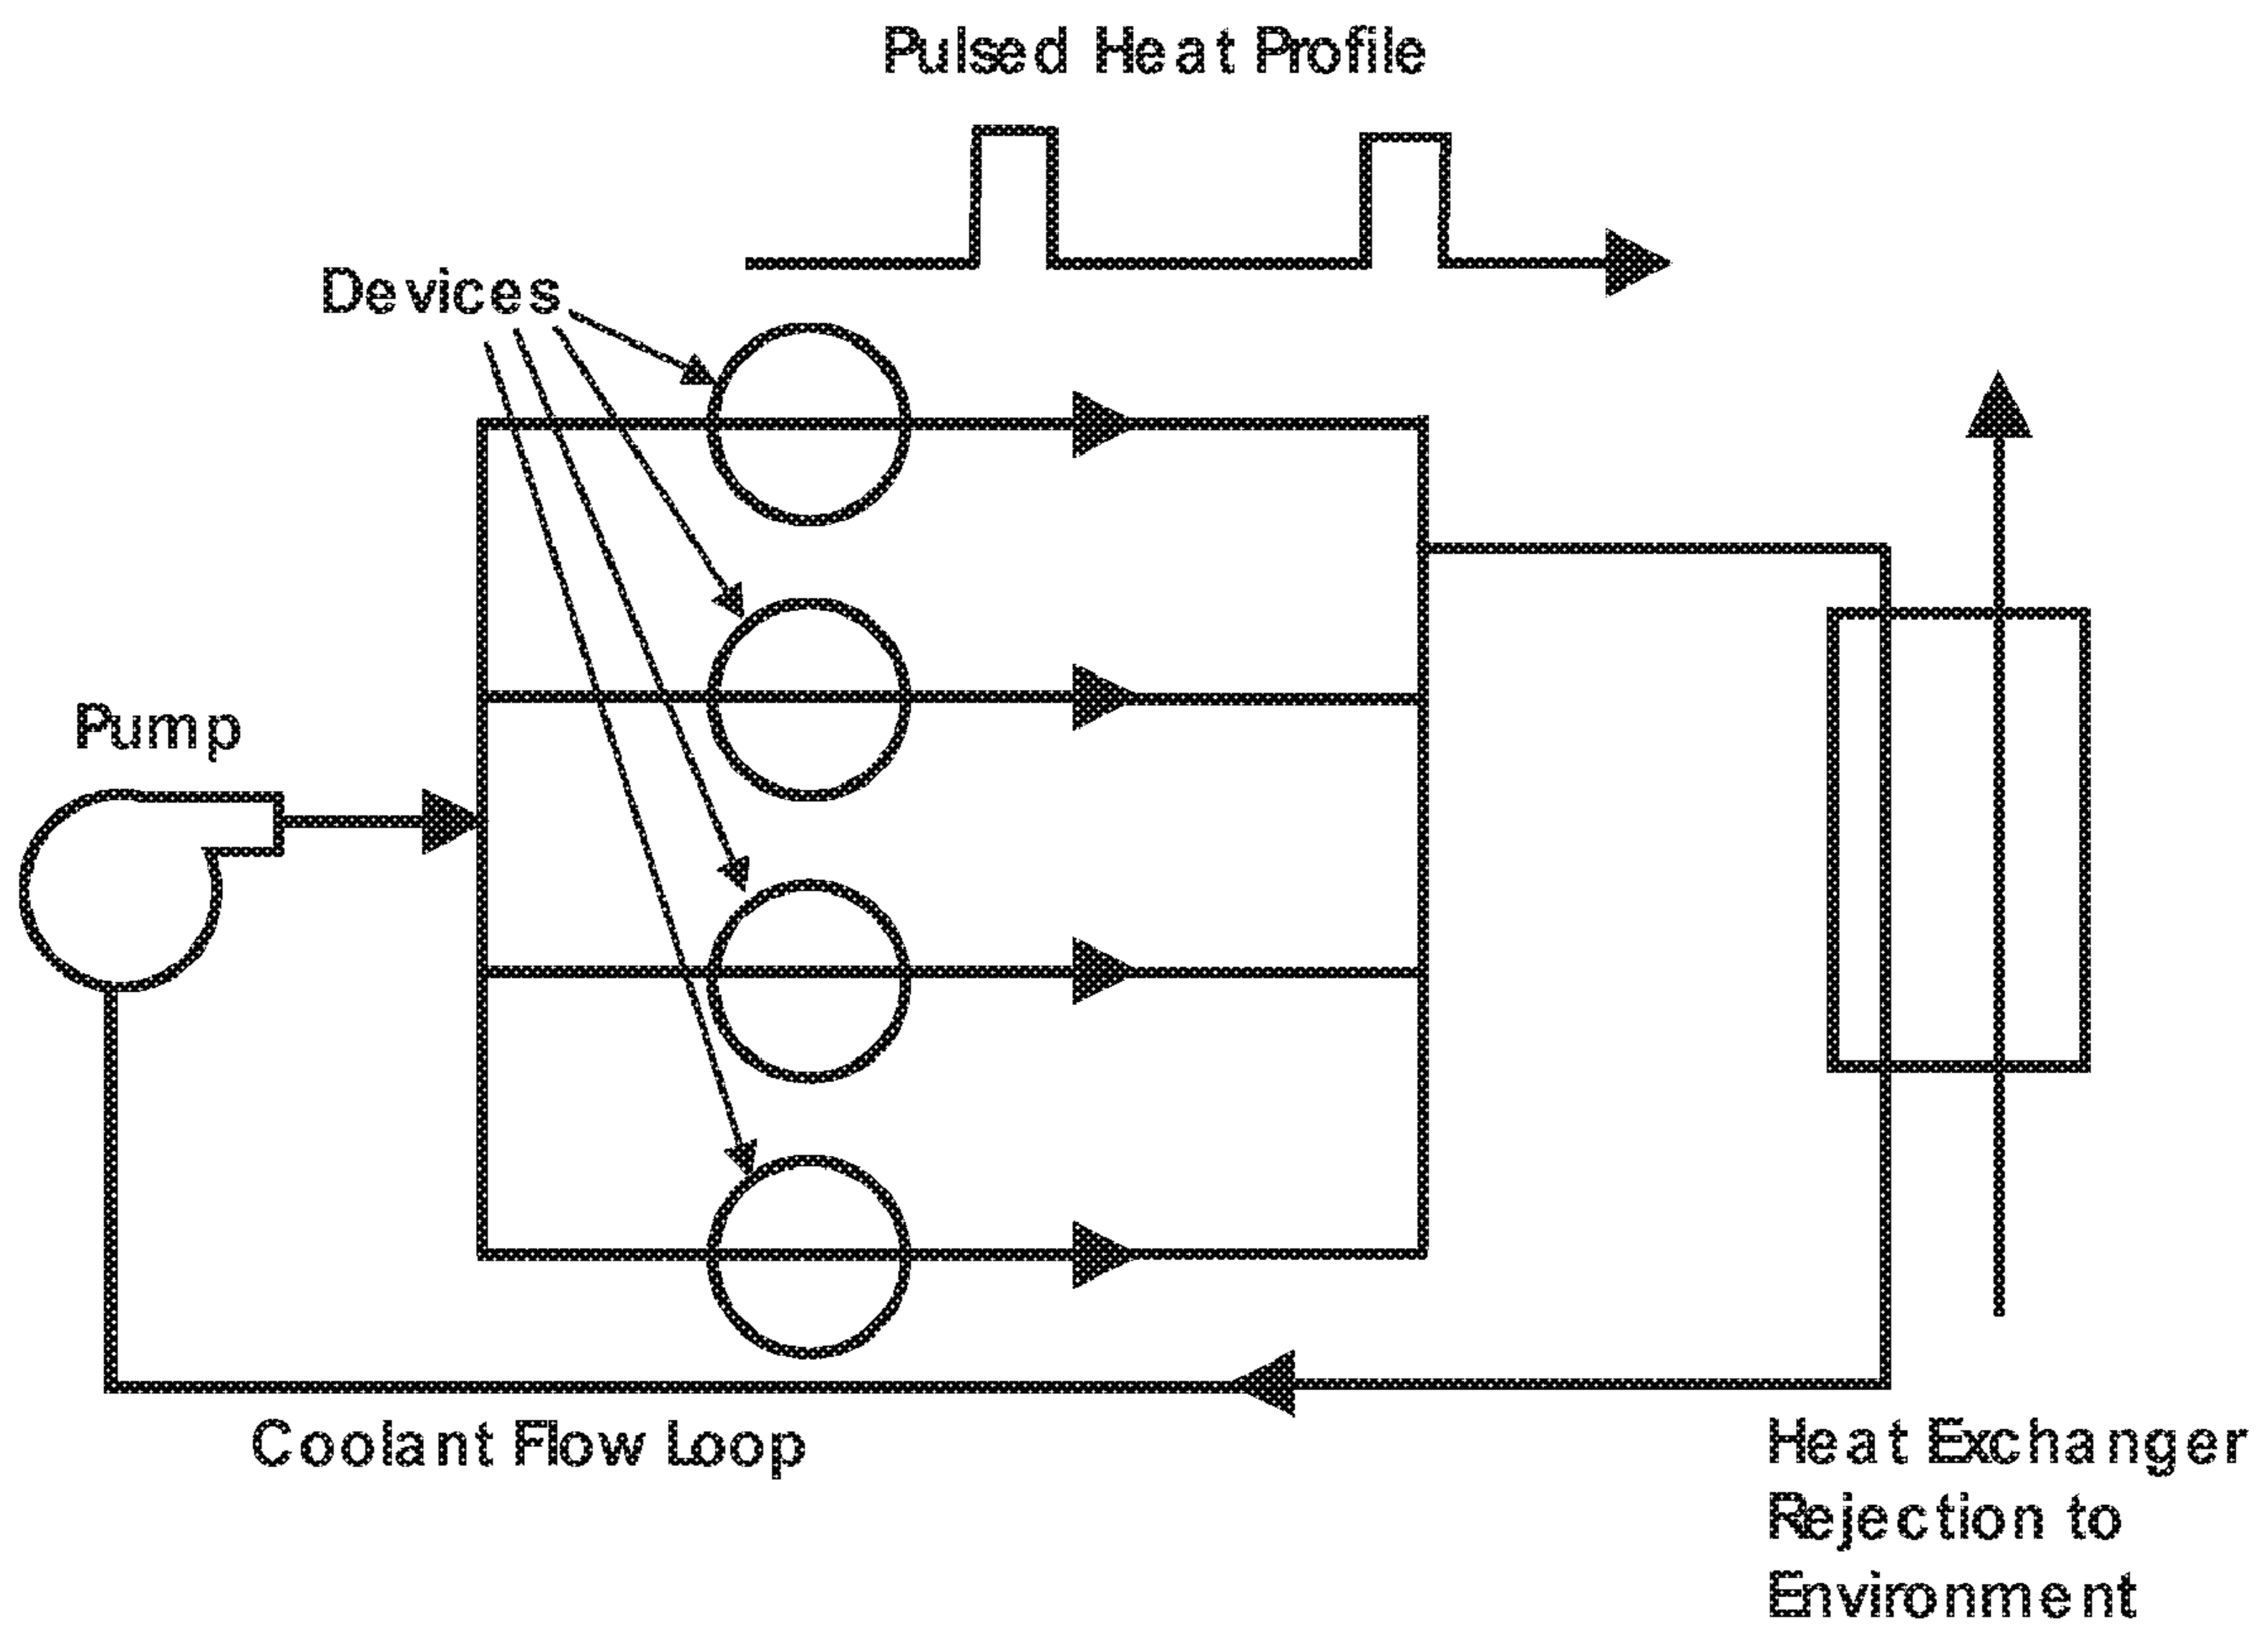 Pulsed Heat Profile
Devices
Pump
Coolant Flow Loop
Heat Exchanger
Rejection to
Environment